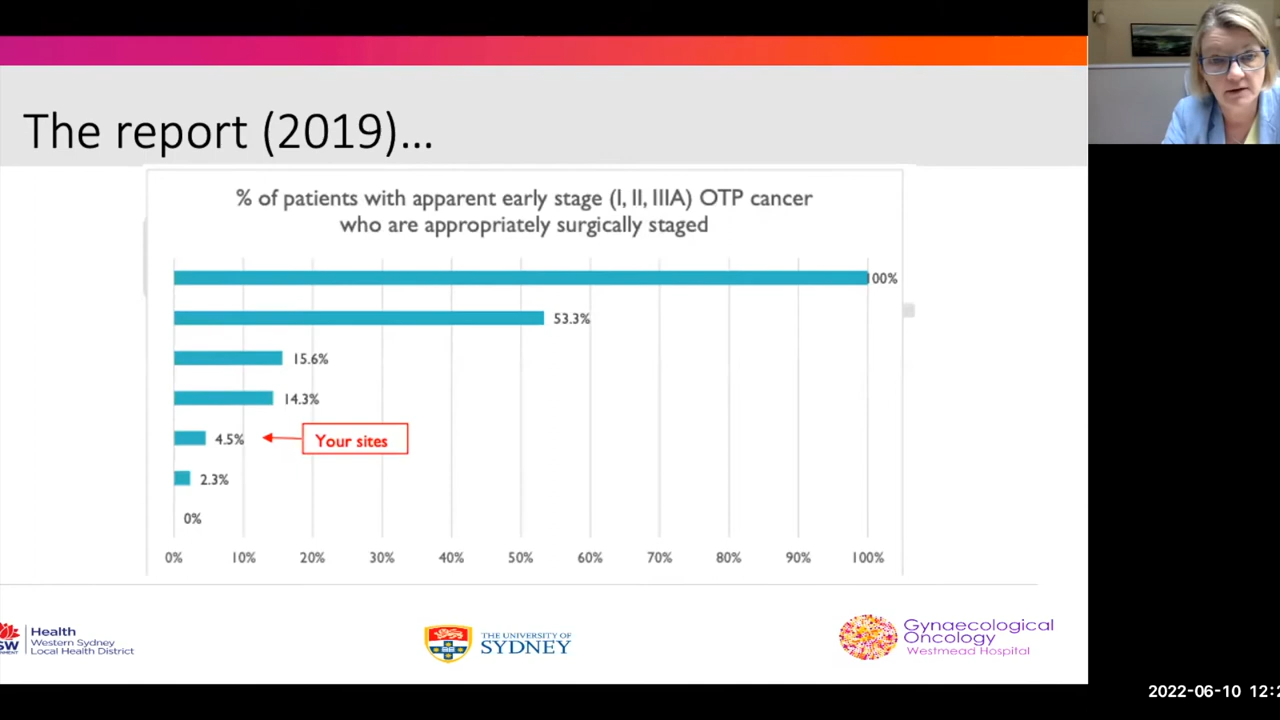 The report (2019)...
% of patients with apparent early stage (I, II, IIIA) OTP cancer
who are appropriately surgically staged
100%
53.3%
15.6%
14.3%
4.5%
Your sites
2.3%
0%
0% 10% 20% 30% 40% 50% 60% 70% 80% 90% 100%
Health
Western Sydney
Local Health District
THE UNIVERSITY OF
SYDNEY
Gynaecological
Oncology
Westmead Hospital
2022-06-10 12:2